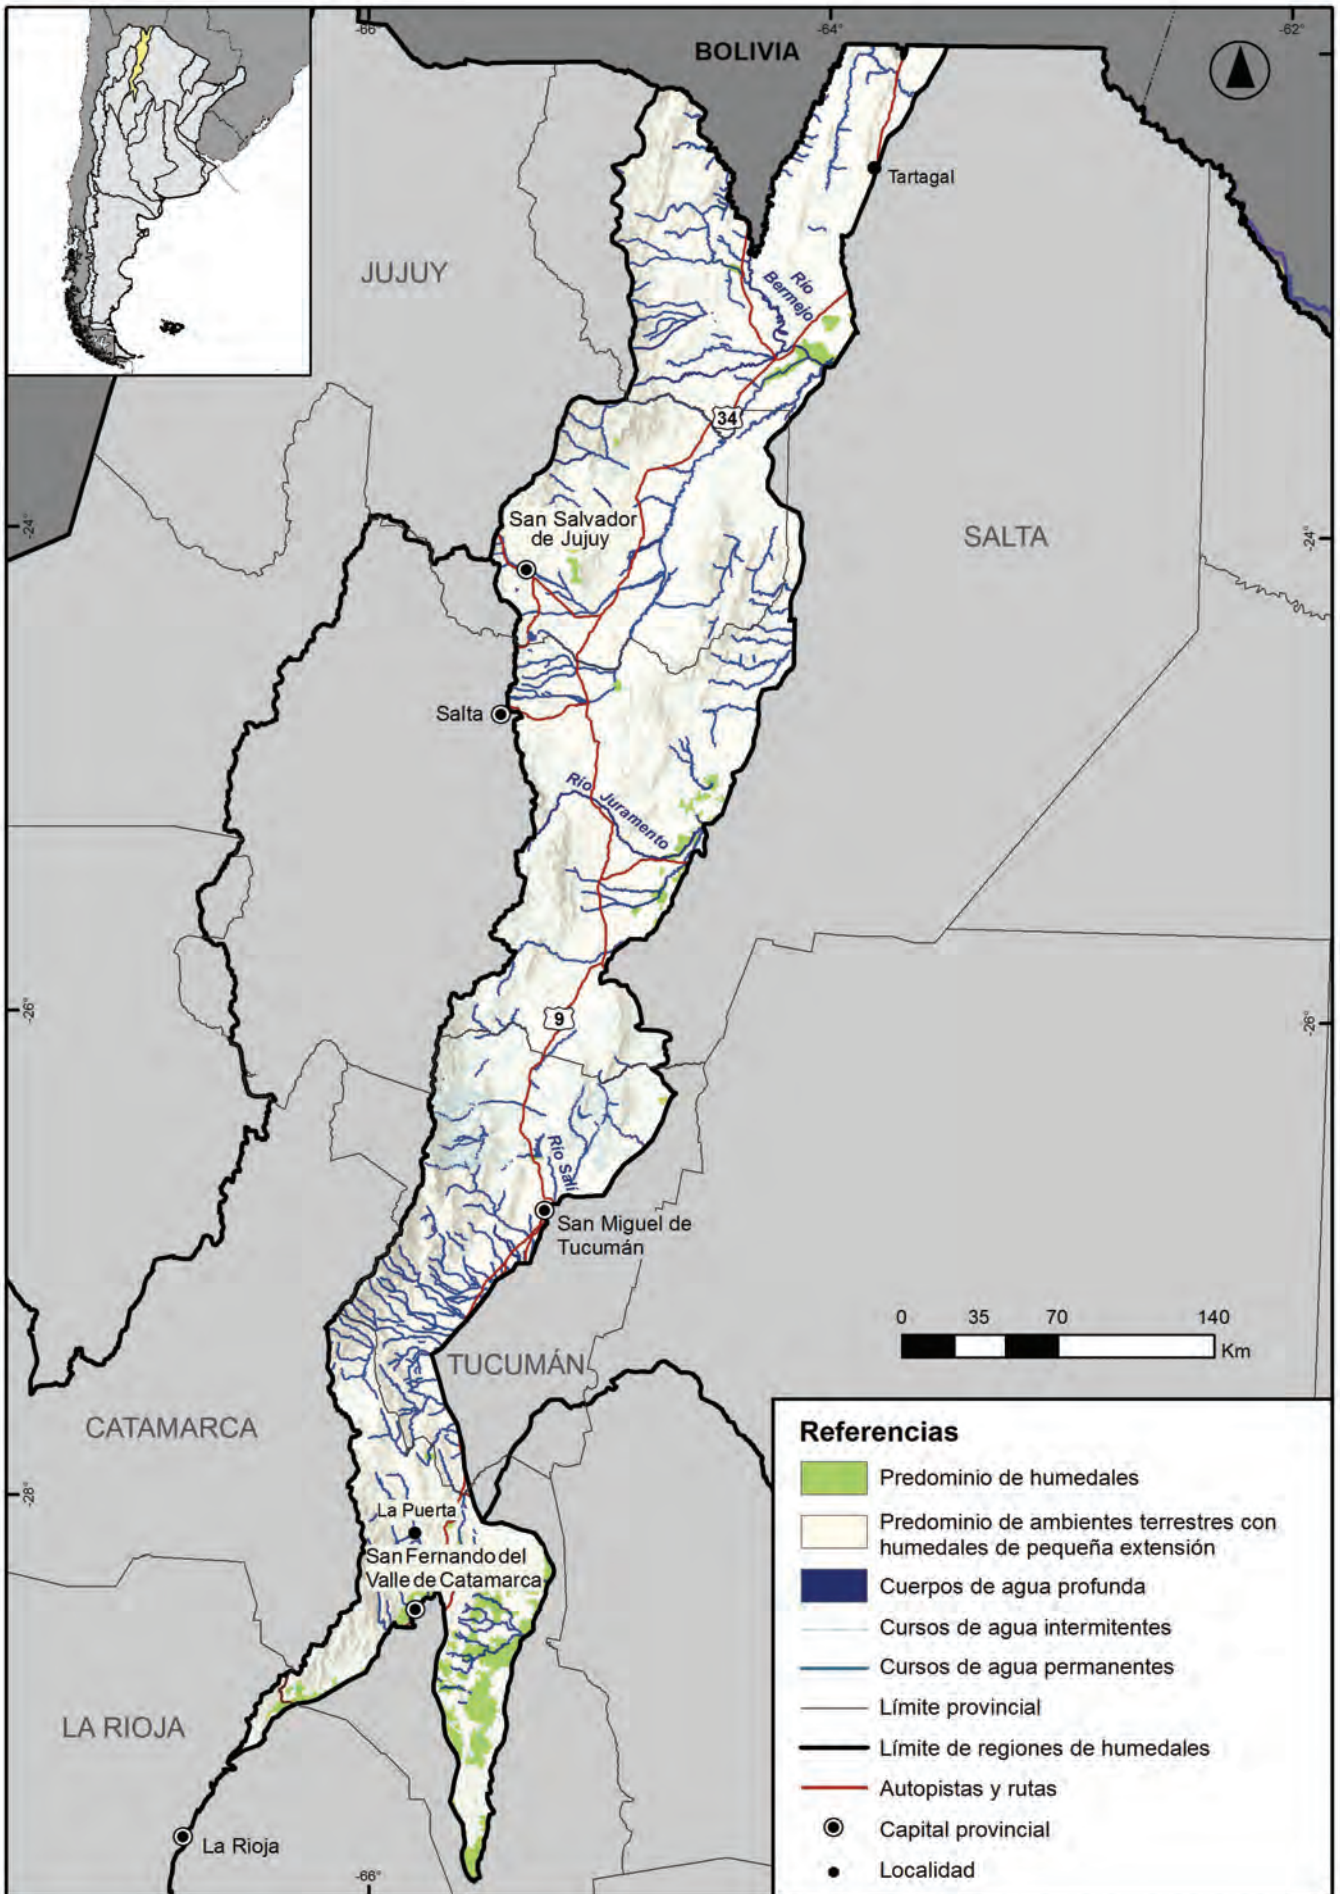 -66°
-64°
-62°
BOLIVIA
Tartagal
JUJUY
Río
Bermejo
34
San Salvador
de Jujuy
-24°
-24°
SALTA
Salta
Río Juramento
-26°
-26°
9
Río Salí
San Miguel de
Tucumán
0 35 70 140
Km
TUCUMÁN
CATAMARCA
-28°
La Puerta
San Fernando del
Valle de Catamarca
LA RIOJA
La Rioja
-66°
Referencias
Predominio de humedales
Predominio de ambientes terrestres con
humedales de pequeña extensión
Cuerpos de agua profunda
Cursos de agua intermitentes
Cursos de agua permanentes
Límite provincial
Límite de regiones de humedales
Autopistas y rutas
Capital provincial
Localidad